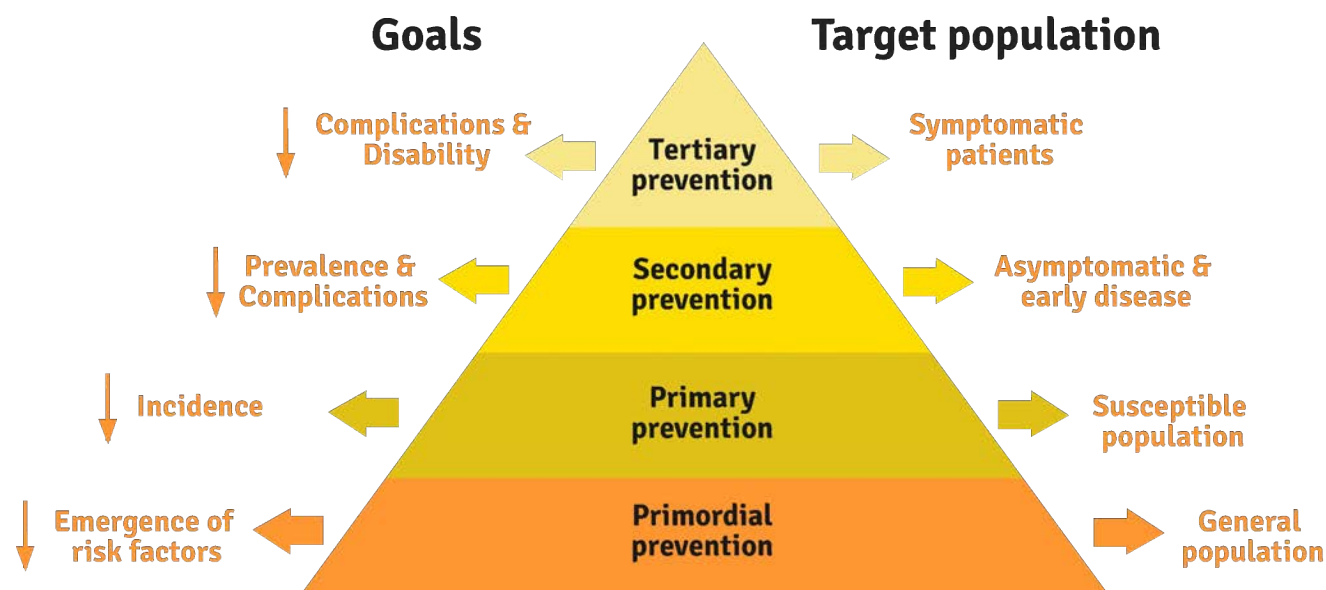 Goals
Target population
Complications &
Disability
Tertiary
prevention
Symptomatic
patients
Prevalence &
Complications
Secondary
prevention
Asymptomatic &
early disease
Incidence
Primary
prevention
Susceptible
population
Emergence of
risk factors
Primordial
prevention
General
population